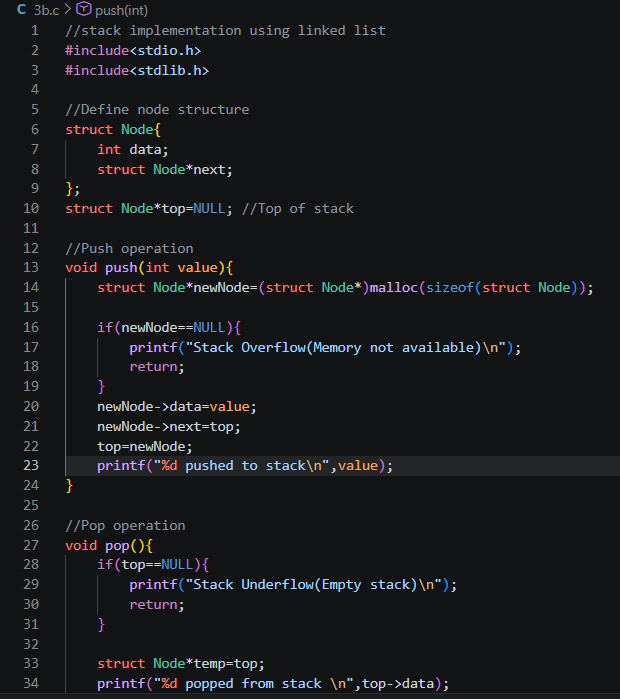 C 3b.c > push(int)
1 //stack implementation using linked list
2 #include<stdio.h>
3 #include<stdlib.h>
4
5 //Define node structure
6 struct Node{
7     int data;
8     struct Node*next;
9 };
10 struct Node*top=NULL; //Top of stack
11
12 //Push operation
13 void push(int value){
14     struct Node*newNode=(struct Node*)malloc(sizeof(struct Node));
15
16     if(newNode==NULL){
17         printf("Stack Overflow(Memory not available)\n");
18         return;
19     }
20     newNode->data=value;
21     newNode->next=top;
22     top=newNode;
23     printf("%d pushed to stack\n",value);
24 }
25
26 //Pop operation
27 void pop(){
28     if(top==NULL){
29         printf("Stack Underflow(Empty stack)\n");
30         return;
31     }
32
33     struct Node*temp=top;
34     printf("%d popped from stack \n",top->data);